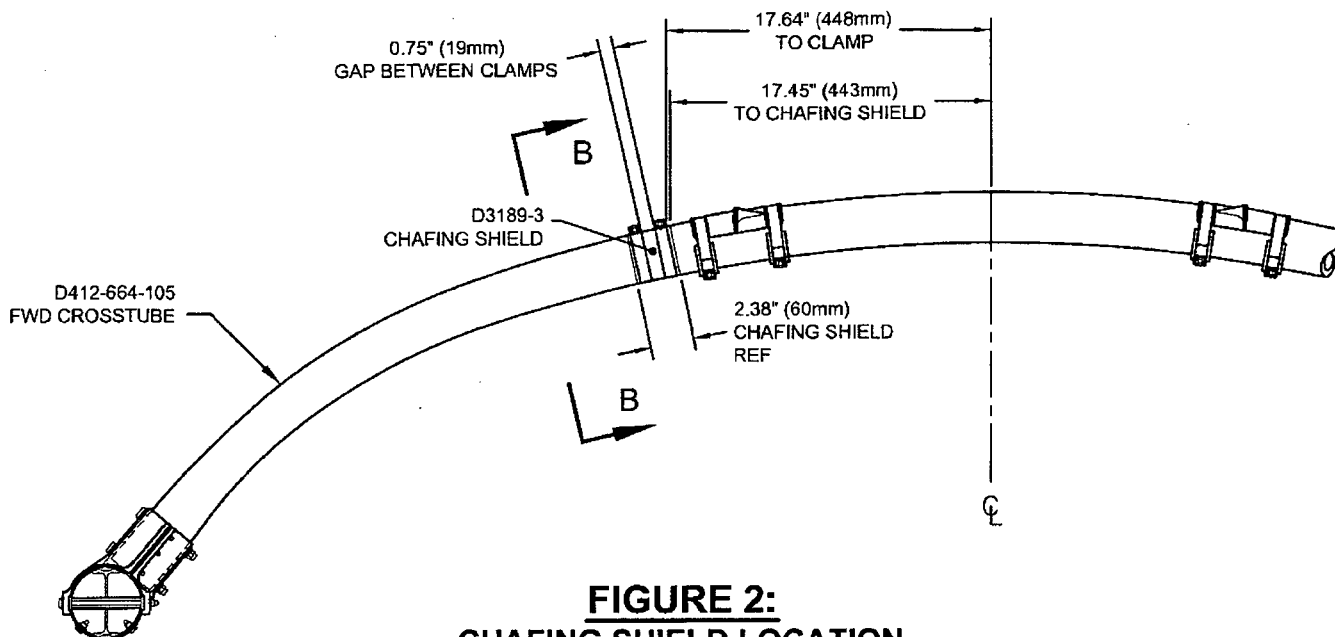 17.64" (448mm)
TO CLAMP
0.75" (19mm)
GAP BETWEEN CLAMPS
17.45" (443mm)
TO CHAFING SHIELD
B
D3189-3
CHAFING SHIELD
D412-664-105
FWD CROSSTUBE
2.38" (60mm)
CHAFING SHIELD
REF
B
℄
FIGURE 2:
CHAFING SHIELD LOCATION